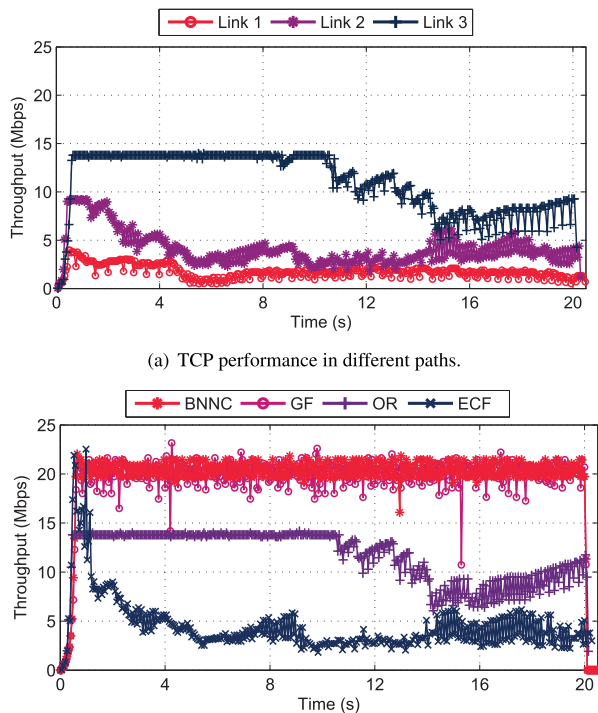 Link 1 Link 2 Link 3
25
20
15
10
5
0
Throughput (Mbps)
0 4 8 12 16 20
Time (s)
(a) TCP performance in different paths.
BNNC GF OR ECF
25
20
15
10
5
0
Throughput (Mbps)
0 4 8 12 16 20
Time (s)